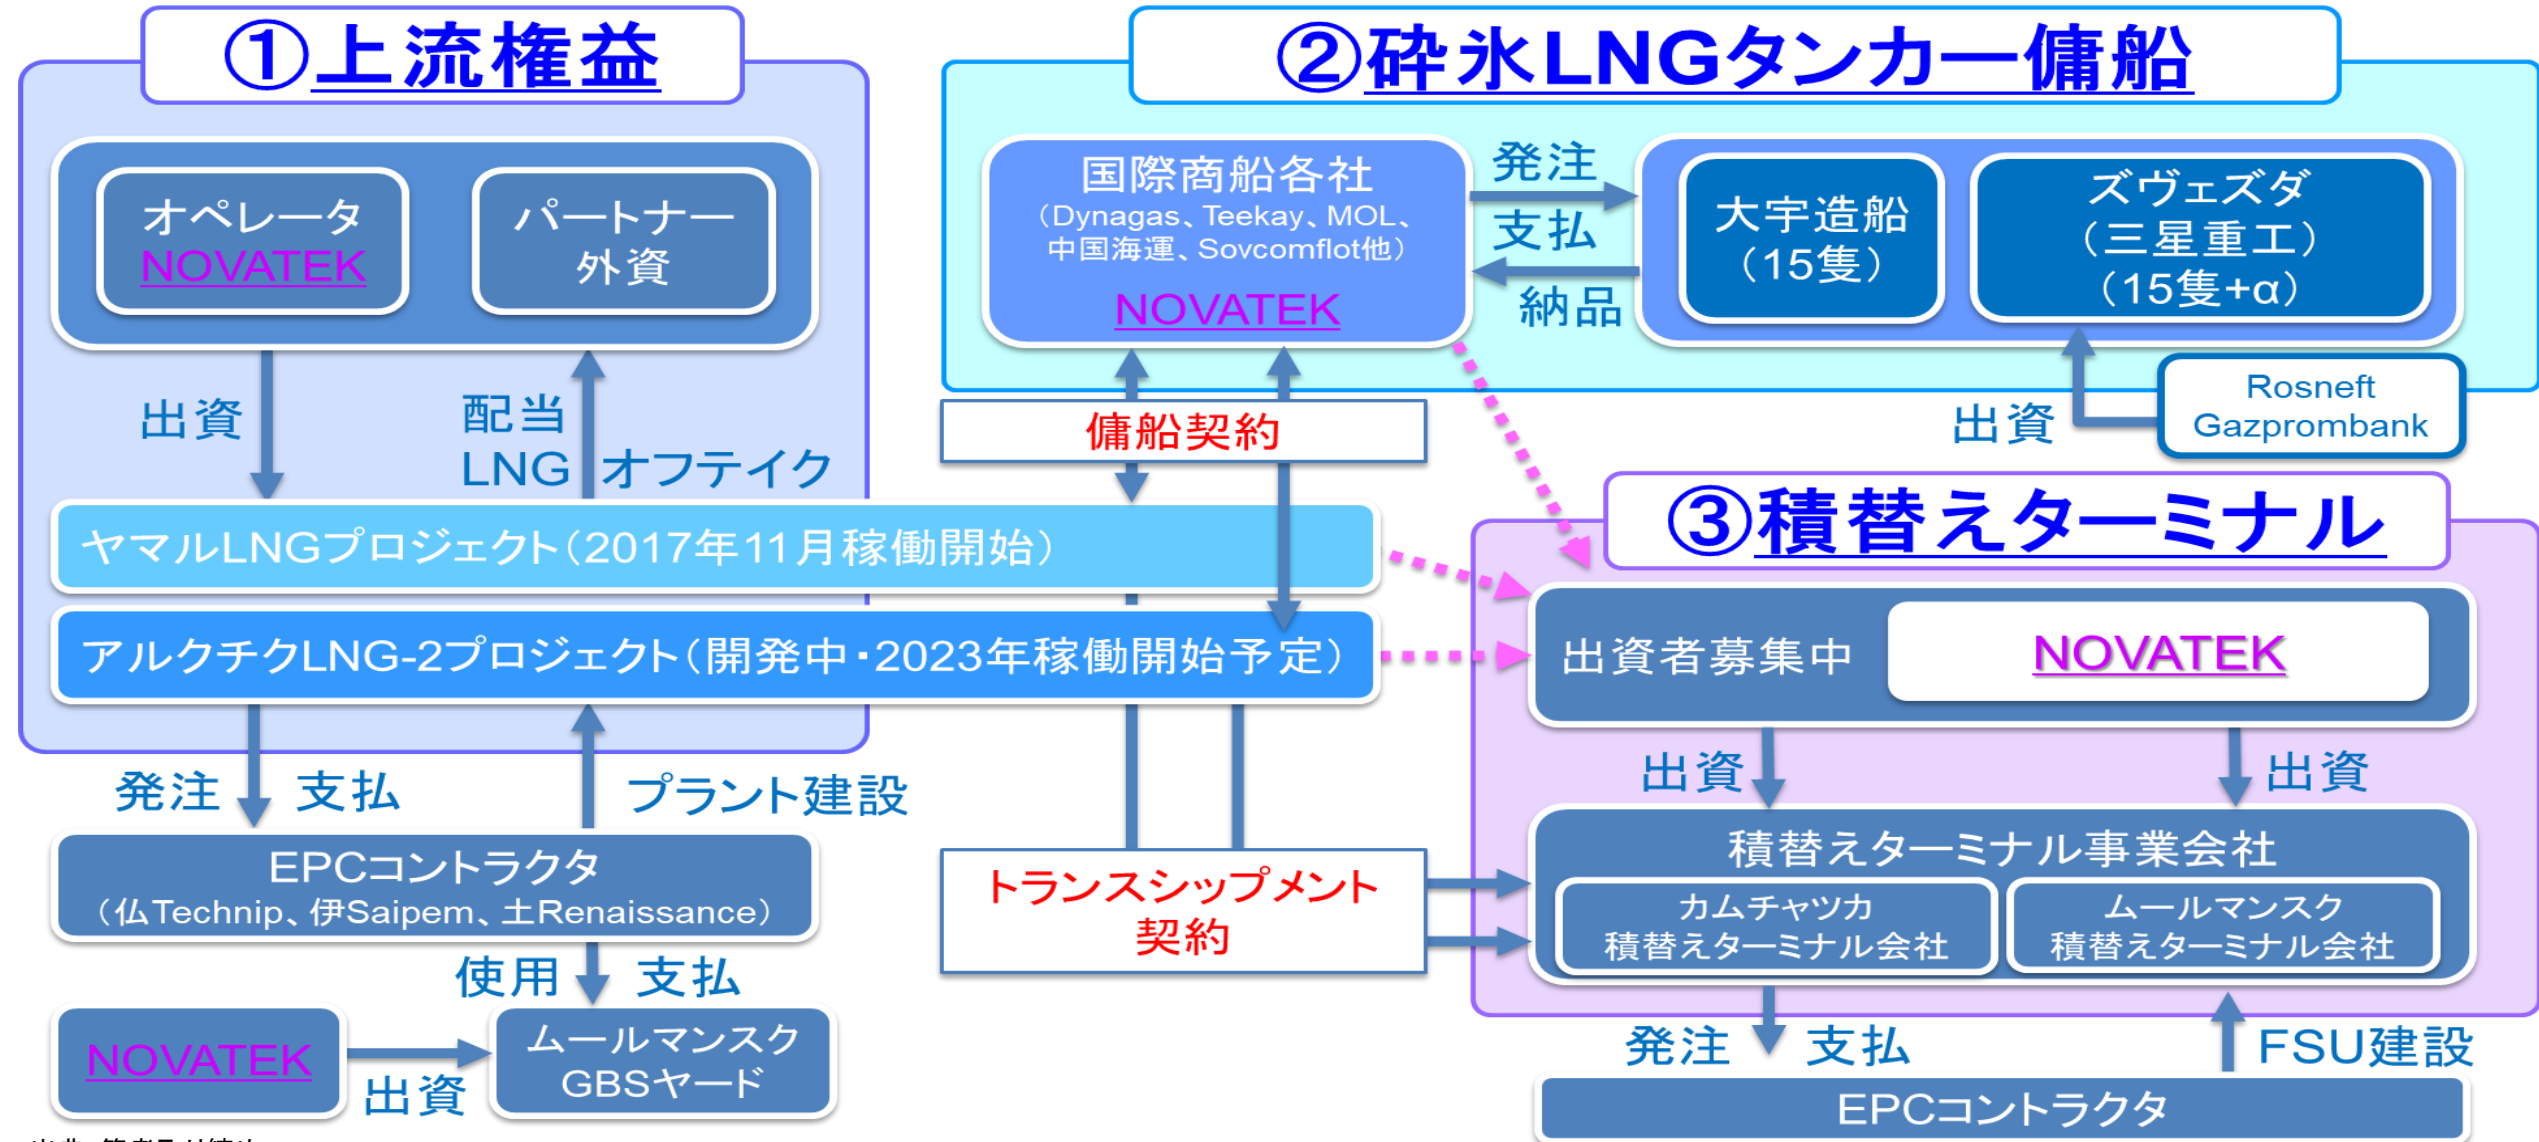 ①上流権益
オペレータ
NOVATEK
パートナー
外資
出資
配当
LNG オフテイク
②砕氷LNGタンカー傭船
国際商船各社
（Dynagas、Teekay、MOL、
中国海運、Sovcomflot他）
NOVATEK
発注
支払
納品
大宇造船
（15隻）
ズヴェズダ
（三星重工）
（15隻+α）
出資
Rosneft
Gazprombank
傭船契約
ヤマルLNGプロジェクト（2017年11月稼働開始）
アルクチクLNG-2プロジェクト（開発中・2023年稼働開始予定）
発注 支払
プラント建設
EPCコントラクタ
（仏Technip、伊Saipem、土Renaissance）
使用 支払
NOVATEK
出資
ムールマンスク
GBSヤード
トランスシップメント
契約
③積替えターミナル
出資者募集中
NOVATEK
出資
出資
積替えターミナル事業会社
カムチャツカ
積替えターミナル会社
ムールマンスク
積替えターミナル会社
発注 支払
FSU建設
EPCコントラクタ